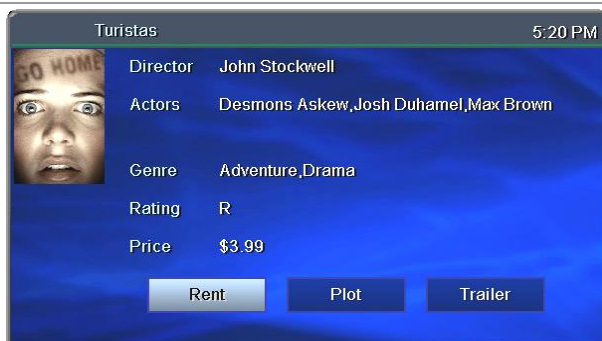 Turistas 5:20 PM
GO HOME
Director John Stockwell
Actors Desmons Askew,Josh Duhamel,Max Brown
Genre Adventure,Drama
Rating R
Price $3.99
Rent Plot Trailer